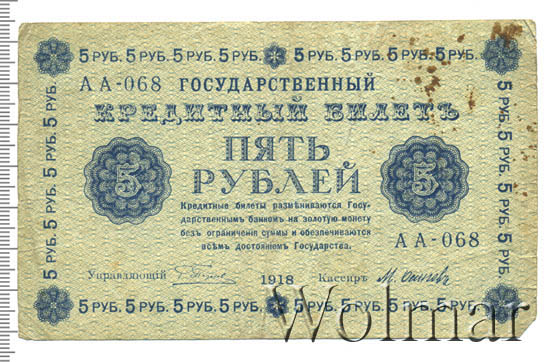 5 РУБ. 5 РУБ. 5 РУБ. 5 РУБ. 5 РУБ. 5 РУБ. 5 РУБ. 5 РУБ.
АА-068 ГОСУДАРСТВЕННЫЙ
КРЕДИТНЫЙ БИЛЕТЪ
5 ПЯТЬ 5
РУБЛЕЙ
Кредитные билеты размѣниваются Госу-
дарственнымъ банкомъ на золотую монету
безъ ограниченія суммы и обезпечиваются
всѣмъ достояніемъ Государства.
АА-068
Управляющій 1918 Кассиръ
5 РУБ. 5 РУБ. 5 РУБ. 5 РУБ. 5 РУБ. 5 РУБ. 5 РУБ. 5 РУБ.
5 РУБ. 5 РУБ. 5 РУБ. 5 РУБ.
5 РУБ. 5 РУБ. 5 РУБ. 5 РУБ.
Wolmar